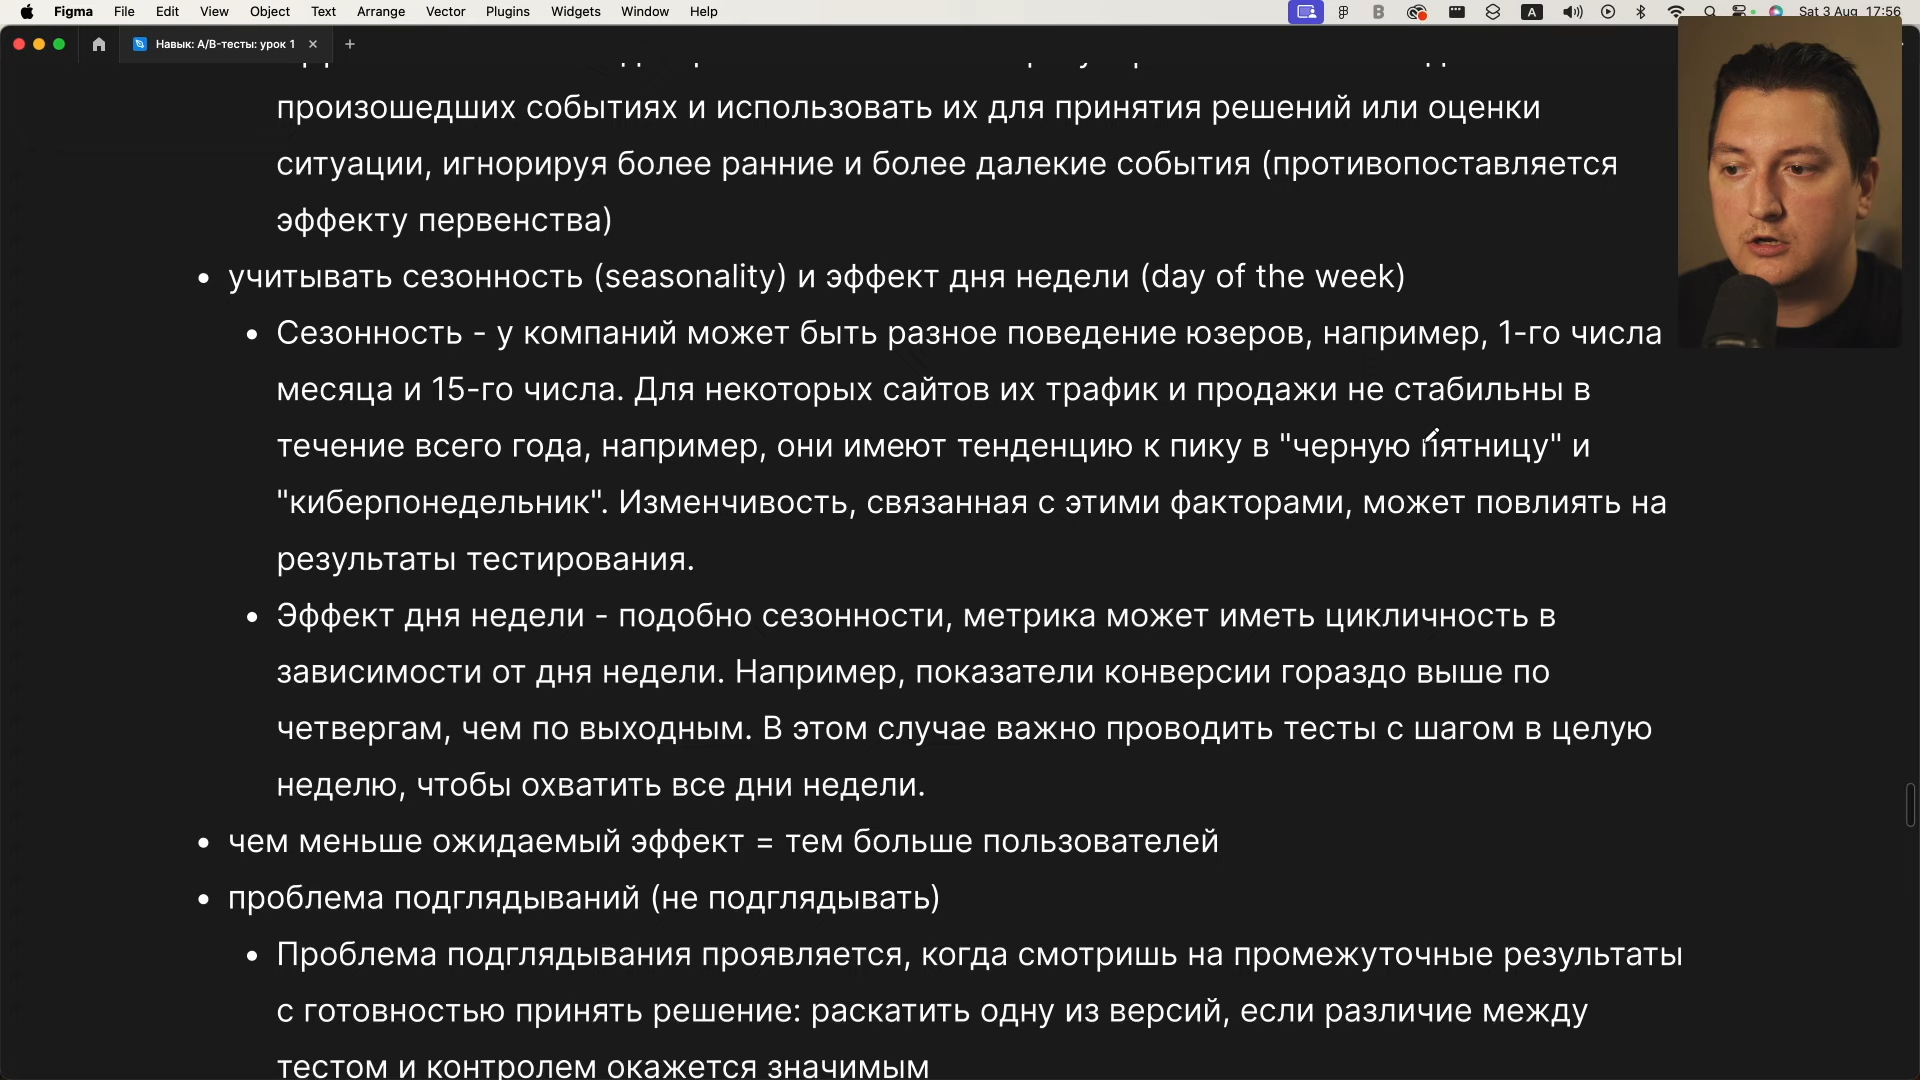 Figma File Edit View Object Text Arrange Vector Plugins Widgets Window Help A Sat 3 Aug 17:56
Навык: A/B-тесты: урок 1
произошедших событиях и использовать их для принятия решений или оценки
ситуации, игнорируя более ранние и более далекие события (противопоставляется
эффекту первенства)
• учитывать сезонность (seasonality) и эффект дня недели (day of the week)
• Сезонность - у компаний может быть разное поведение юзеров, например, 1-го числа
месяца и 15-го числа. Для некоторых сайтов их трафик и продажи не стабильны в
течение всего года, например, они имеют тенденцию к пику в "черную пятницу" и
"киберпонедельник". Изменчивость, связанная с этими факторами, может повлиять на
результаты тестирования.
• Эффект дня недели - подобно сезонности, метрика может иметь цикличность в
зависимости от дня недели. Например, показатели конверсии гораздо выше по
четвергам, чем по выходным. В этом случае важно проводить тесты с шагом в целую
неделю, чтобы охватить все дни недели.
• чем меньше ожидаемый эффект = тем больше пользователей
• проблема подглядываний (не подглядывать)
• Проблема подглядывания проявляется, когда смотришь на промежуточные результаты
с готовностью принять решение: раскатить одну из версий, если различие между
тестом и контролем окажется значимым